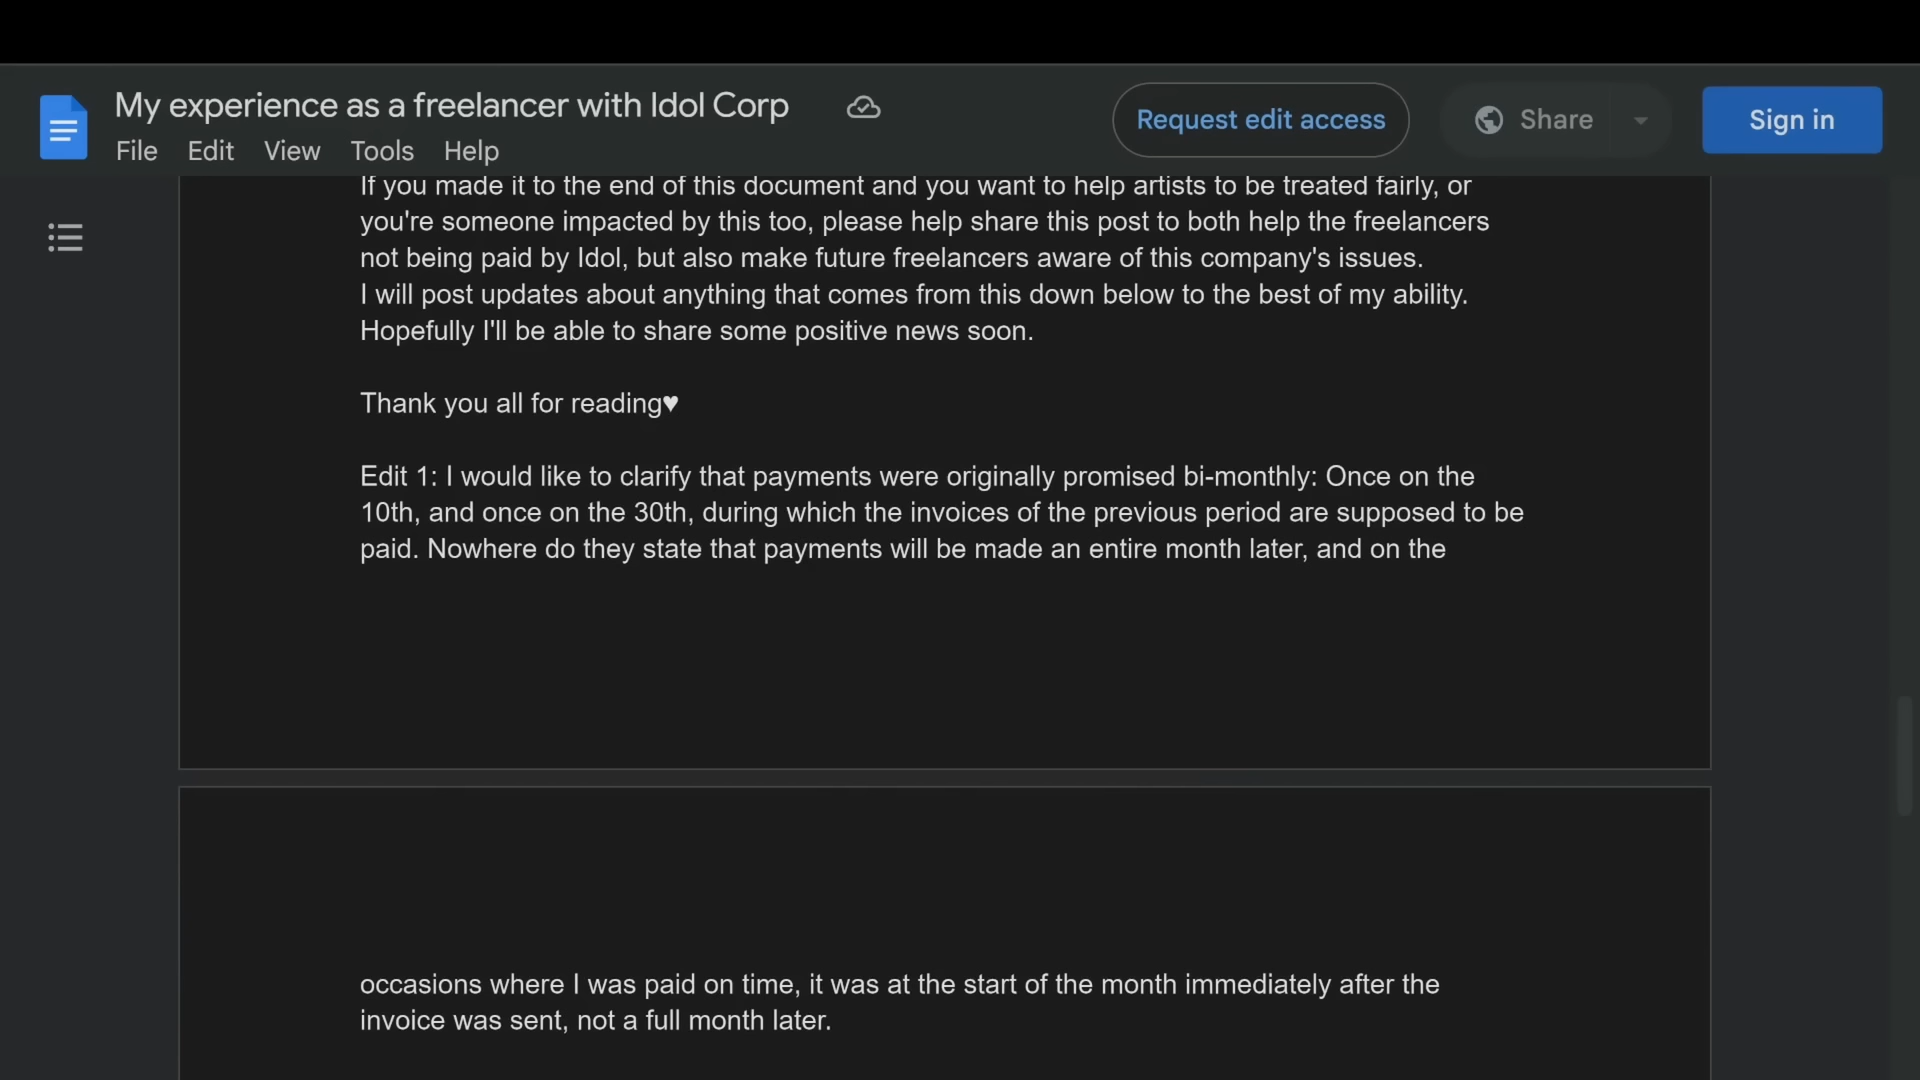 My experience as a freelancer with Idol Corp
Request edit access
Share
Sign in
File Edit View Tools Help
If you made it to the end of this document and you want to help artists to be treated fairly, or
you're someone impacted by this too, please help share this post to both help the freelancers
not being paid by Idol, but also make future freelancers aware of this company's issues.
I will post updates about anything that comes from this down below to the best of my ability.
Hopefully I'll be able to share some positive news soon.
Thank you all for reading♥
Edit 1: I would like to clarify that payments were originally promised bi-monthly: Once on the
10th, and once on the 30th, during which the invoices of the previous period are supposed to be
paid. Nowhere do they state that payments will be made an entire month later, and on the
occasions where I was paid on time, it was at the start of the month immediately after the
invoice was sent, not a full month later.